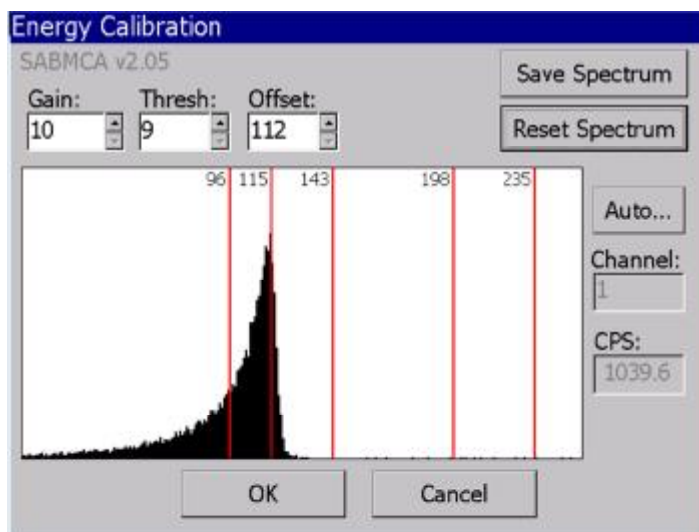 Energy Calibration
SABMCA v2.05
Gain: Thresh: Offset:
10 9 112
Save Spectrum
Reset Spectrum
96 115 143 198 235
Auto...
Channel:
1
CPS:
1039.6
OK Cancel